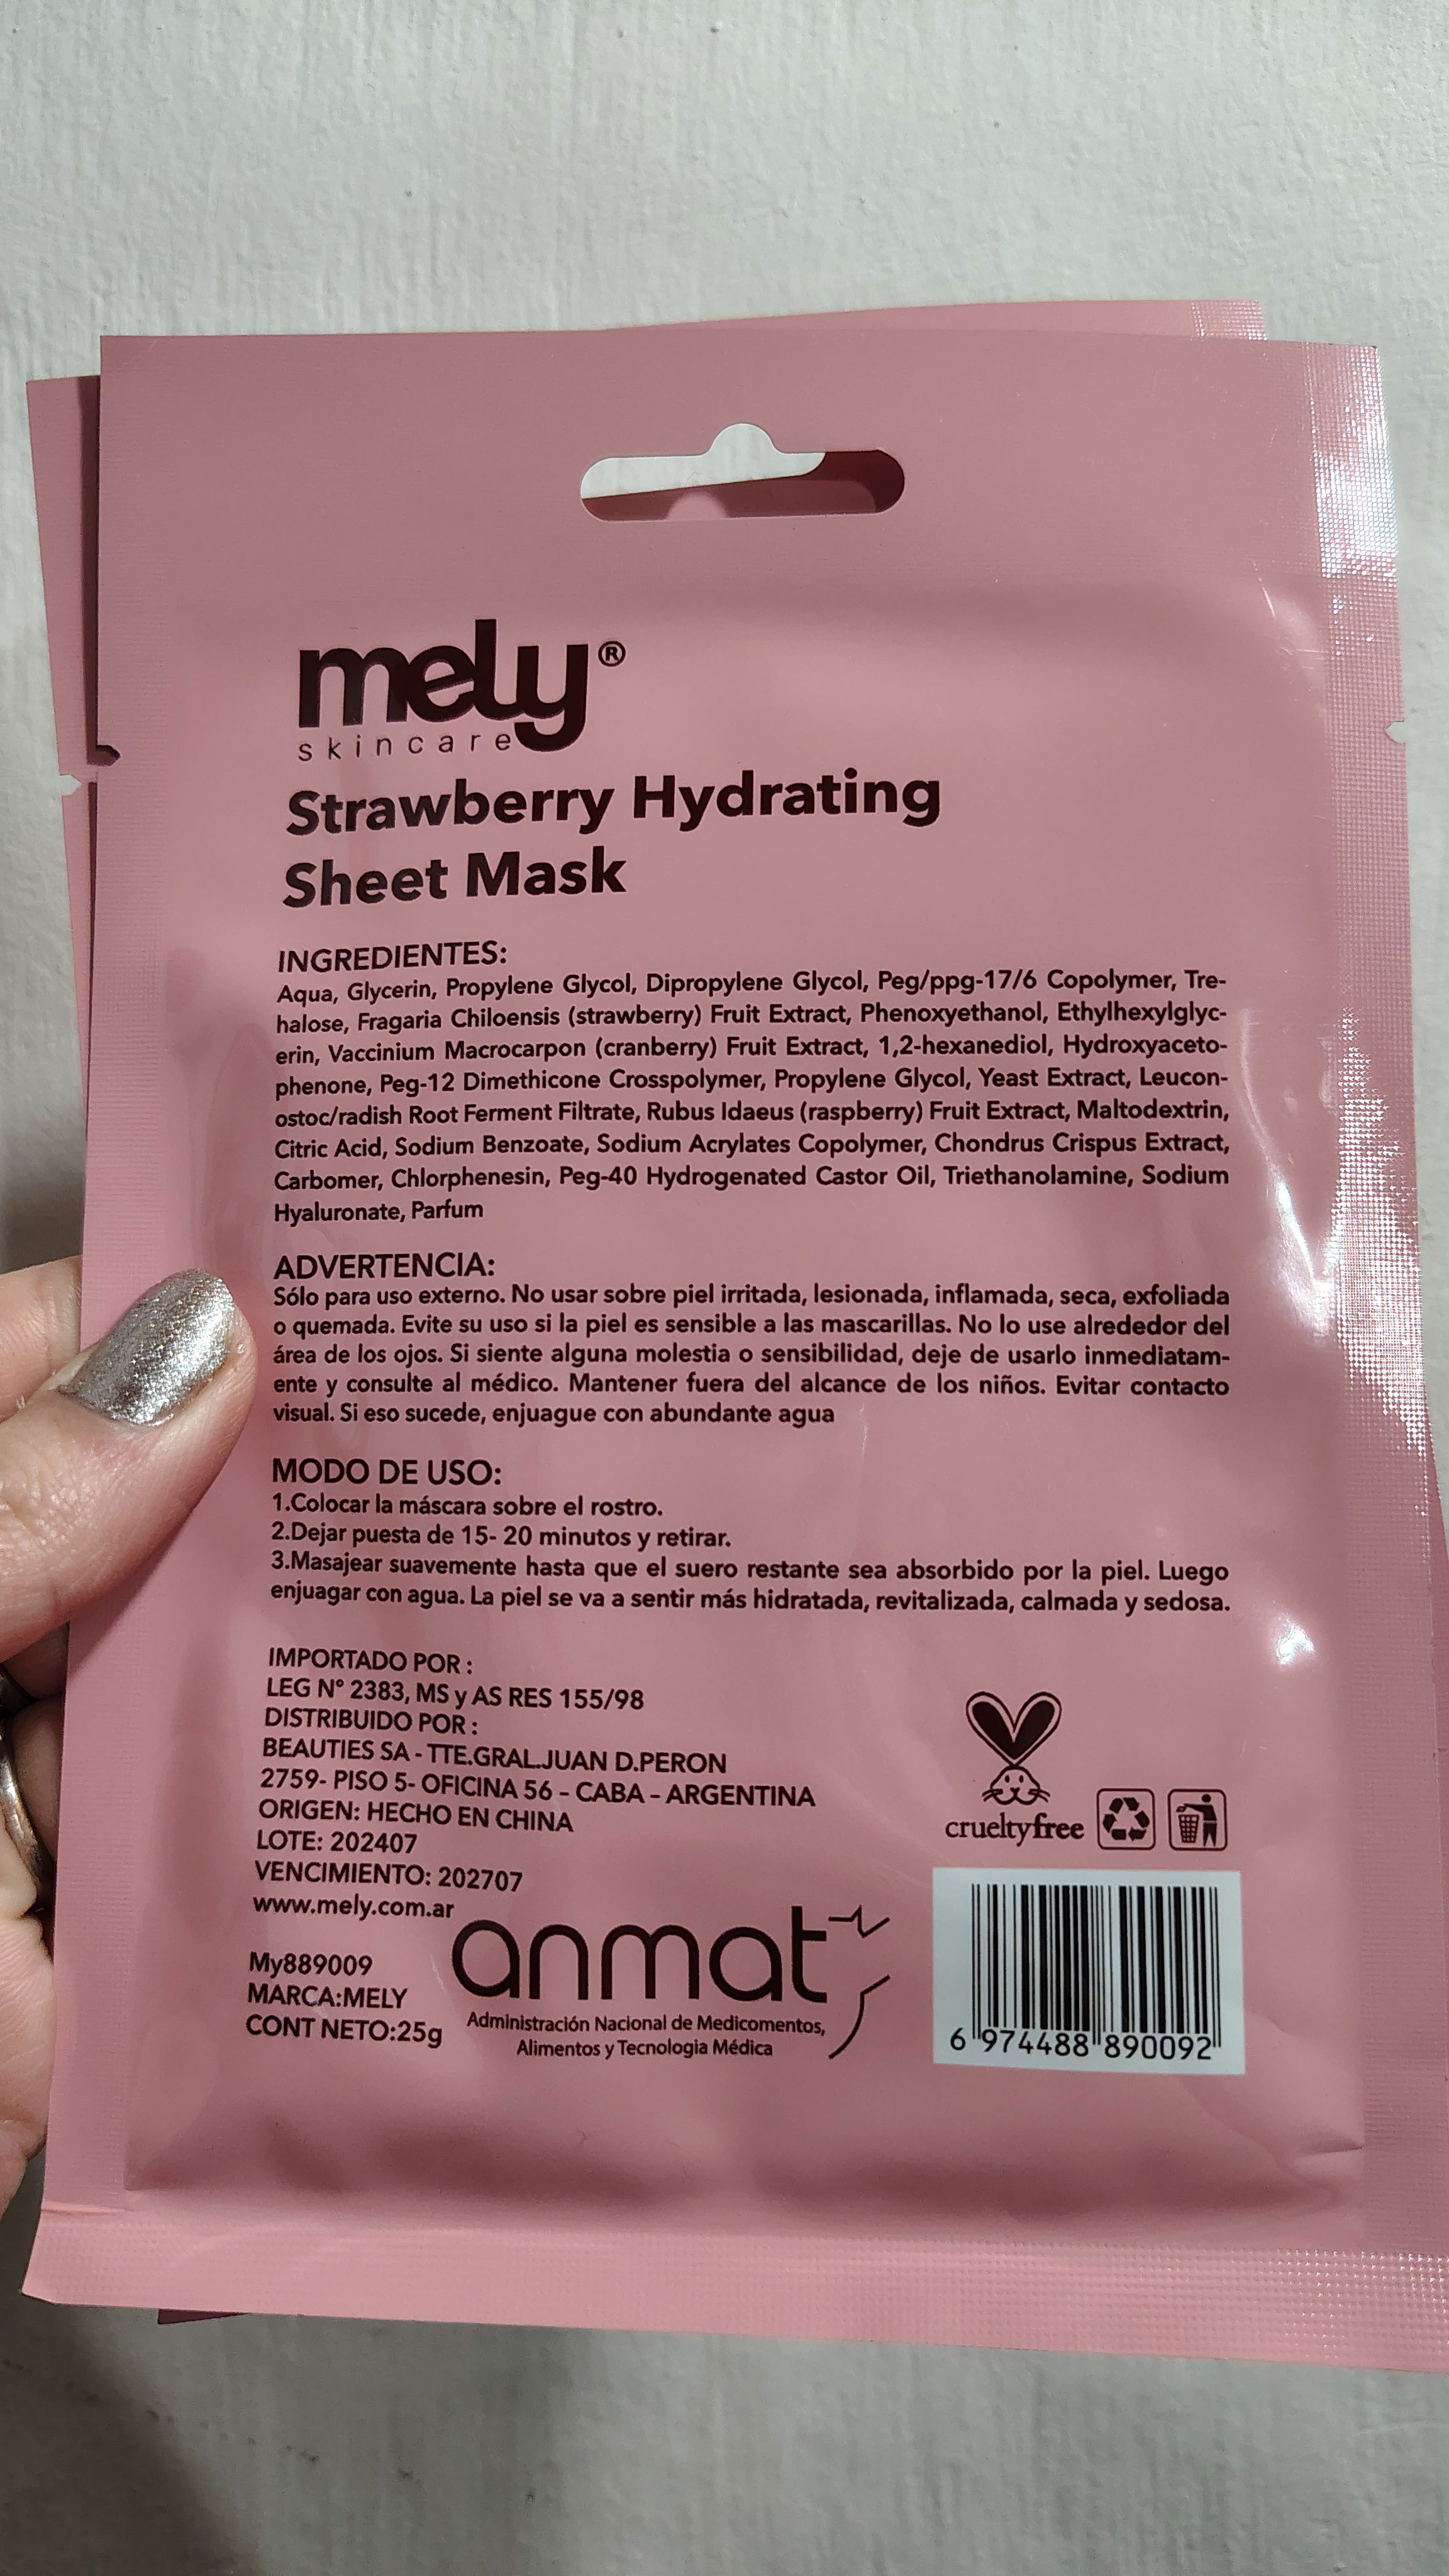 mely®
skincare
Strawberry Hydrating
Sheet Mask
INGREDIENTES:
Aqua, Glycerin, Propylene Glycol, Dipropylene Glycol, Peg/ppg-17/6 Copolymer, Tre-
halose, Fragaria Chiloensis (strawberry) Fruit Extract, Phenoxyethanol, Ethylhexylglyc-
erin, Vaccinium Macrocarpon (cranberry) Fruit Extract, 1,2-hexanediol, Hydroxyaceto-
phenone, Peg-12 Dimethicone Crosspolymer, Propylene Glycol, Yeast Extract, Leucon-
ostoc/radish Root Ferment Filtrate, Rubus Idaeus (raspberry) Fruit Extract, Maltodextrin,
Citric Acid, Sodium Benzoate, Sodium Acrylates Copolymer, Chondrus Crispus Extract,
Carbomer, Chlorphenesin, Peg-40 Hydrogenated Castor Oil, Triethanolamine, Sodium
Hyaluronate, Parfum
ADVERTENCIA:
Sólo para uso externo. No usar sobre piel irritada, lesionada, inflamada, seca, exfoliada
o quemada. Evite su uso si la piel es sensible a las mascarillas. No lo use alrededor del
área de los ojos. Si siente alguna molestia o sensibilidad, deje de usarlo inmediatam-
ente y consulte al médico. Mantener fuera del alcance de los niños. Evitar contacto
visual. Si eso sucede, enjuague con abundante agua
MODO DE USO:
1.Colocar la máscara sobre el rostro.
2.Dejar puesta de 15- 20 minutos y retirar.
3.Masajear suavemente hasta que el suero restante sea absorbido por la piel. Luego
enjuagar con agua. La piel se va a sentir más hidratada, revitalizada, calmada y sedosa.
IMPORTADO POR :
LEG N° 2383, MS y AS RES 155/98
DISTRIBUIDO POR :
BEAUTIES SA - TTE.GRAL.JUAN D.PERON
2759- PISO 5- OFICINA 56 - CABA - ARGENTINA
ORIGEN: HECHO EN CHINA
LOTE: 202407
VENCIMIENTO: 202707
www.mely.com.ar
My889009
MARCA:MELY
CONT NETO:25g
anmat
Administración Nacional de Medicomentos,
Alimentos y Tecnologia Médica
crueltyfree
6 974488 890092